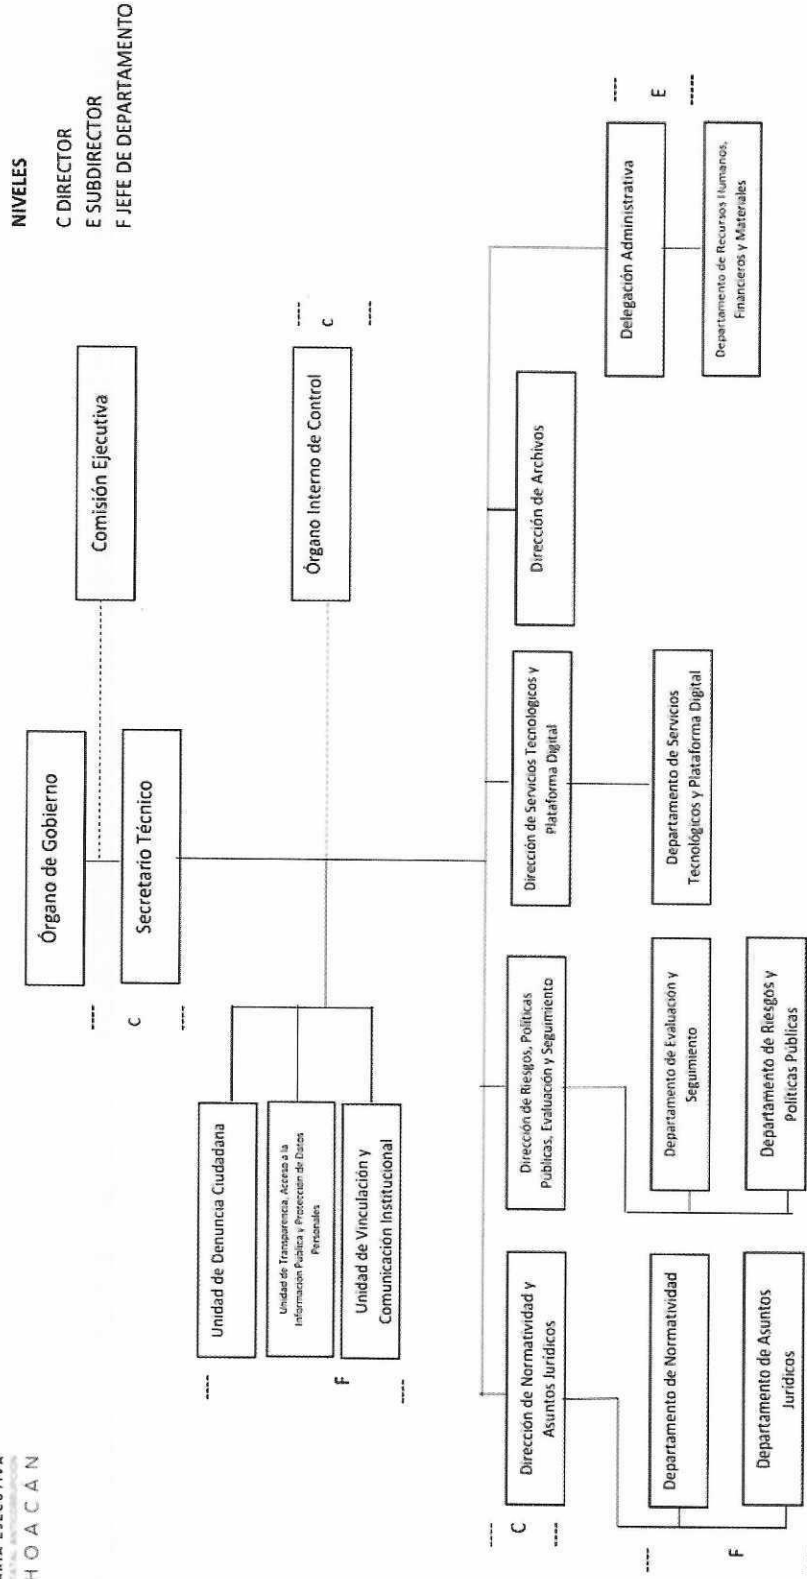 ARIA EJECUTIVA
HOACAN
NIVELES
C DIRECTOR
E SUBDIRECTOR
F JEFE DE DEPARTAMENTO
Órgano de Gobierno
Comisión Ejecutiva
----
C
----
Secretario Técnico
Unidad de Denuncia Ciudadana
Unidad de Transparencia, Acceso a la
Información Pública y Protección de Datos
Personales
Unidad de Vinculación y
Comunicación Institucional
----
F
----
Órgano Interno de Control
----
c
----
----
C
----
Dirección de Normatividad y
Asuntos Jurídicos
Dirección de Riesgos, Políticas
Públicas, Evaluación y Seguimiento
Dirección de Servicios Tecnologicos y
Plataforma Digital
Dirección de Archivos
Delegación Administrativa
----
E
-----
----
F
Departamento de Normatividad
Departamento de Asuntos
Jurídicos
Departamento de Evaluación y
Seguimiento
Departamento de Riesgos y
Políticas Públicas
Departamento de Servicios
Tecnológicos y Plataforma Digital
Departamento de Recursos Humanos,
Financieros y Materiales